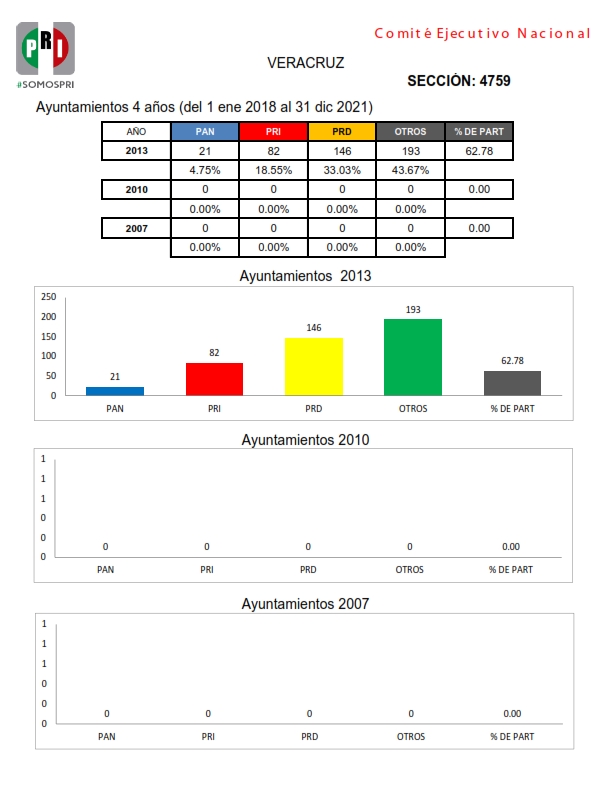 PRI
#SOMOSPRI
Comité Ejecutivo Nacional
VERACRUZ
SECCIÓN: 4759
Ayuntamientos 4 años (del 1 ene 2018 al 31 dic 2021)
AÑO PAN PRI PRD OTROS % DE PART
2013 21 82 146 193 62.78
4.75% 18.55% 33.03% 43.67%
2010 0 0 0 0 0.00
0.00% 0.00% 0.00% 0.00%
2007 0 0 0 0 0.00
0.00% 0.00% 0.00% 0.00%
Ayuntamientos 2013
250
200
150
100
50
0
21 82 146 193 62.78
PAN PRI PRD OTROS % DE PART
Ayuntamientos 2010
1
1
1
0
0
0
0 0 0 0 0.00
PAN PRI PRD OTROS % DE PART
Ayuntamientos 2007
1
1
1
0
0
0
0 0 0 0 0.00
PAN PRI PRD OTROS % DE PART